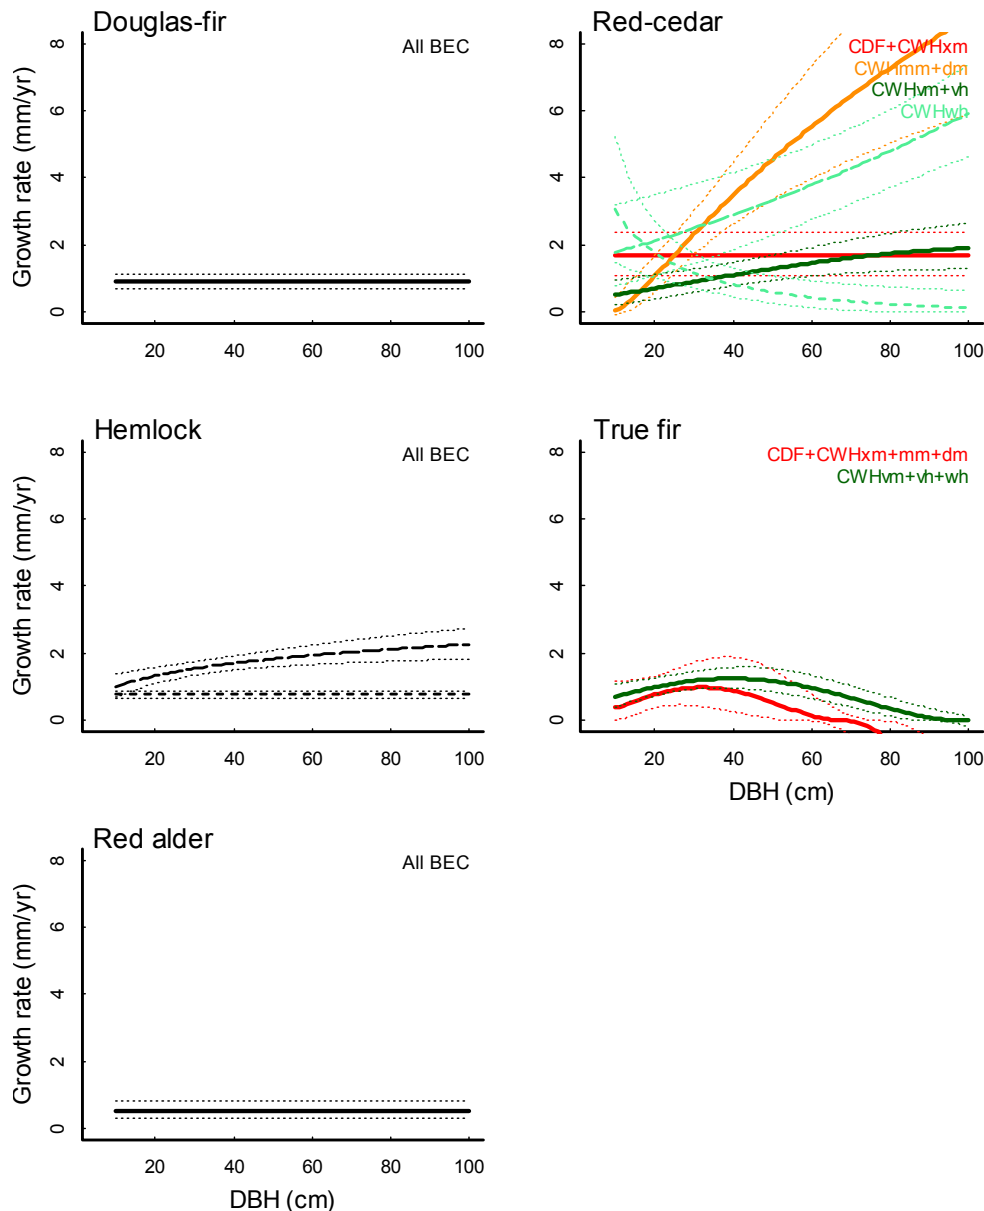 Douglas-fir
All BEC
Growth rate (mm/yr)
0 2 4 6 8
20 40 60 80 100
Red-cedar
CDF+CWHxm
CWHmm+dm
CWHvm+vh
CWHwh
0 2 4 6 8
20 40 60 80 100
Hemlock
All BEC
Growth rate (mm/yr)
0 2 4 6 8
20 40 60 80 100
True fir
CDF+CWHxm+mm+dm
CWHvm+vh+wh
0 2 4 6 8
20 40 60 80 100
DBH (cm)
Red alder
All BEC
Growth rate (mm/yr)
0 2 4 6 8
20 40 60 80 100
DBH (cm)